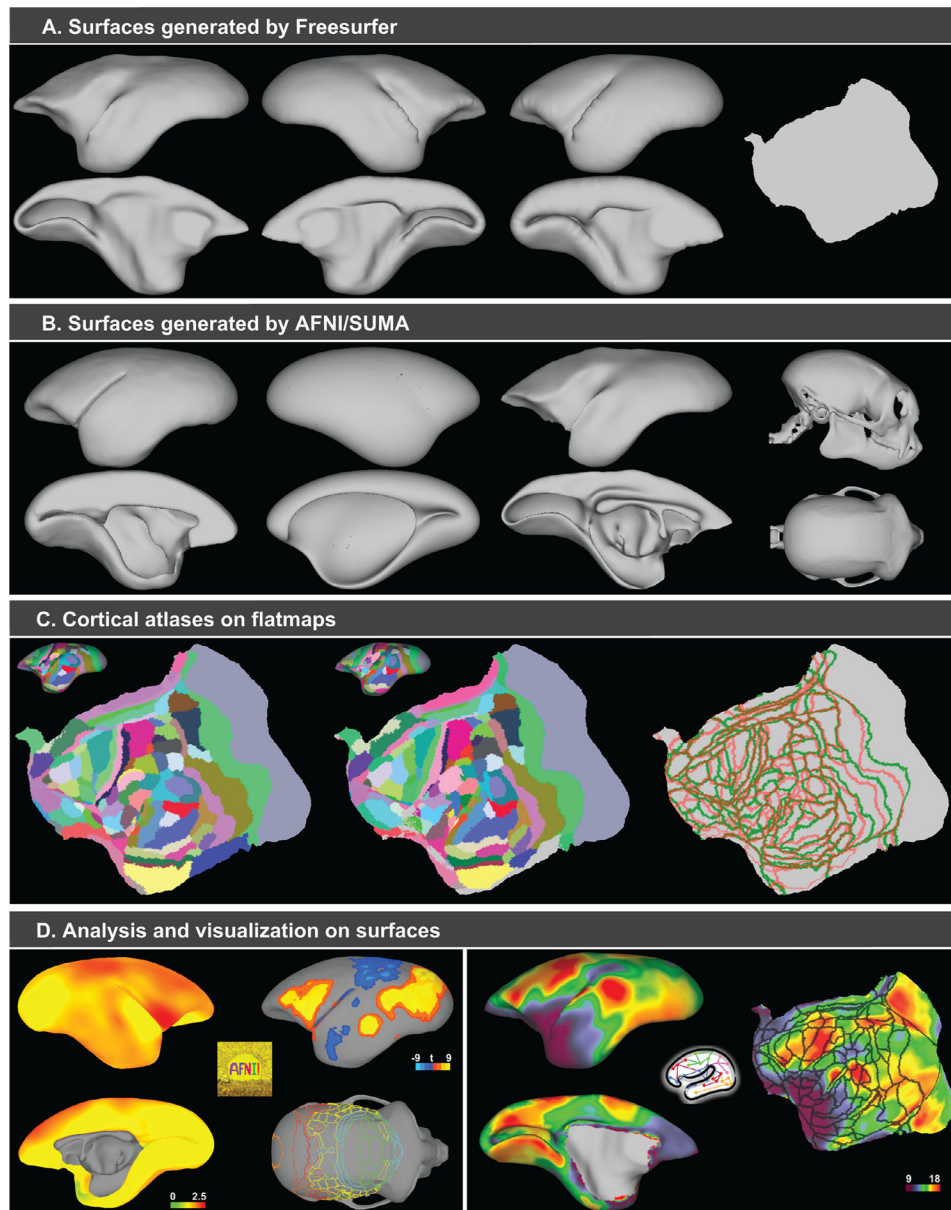 A. Surfaces generated by Freesurfer
B. Surfaces generated by AFNI/SUMA
C. Cortical atlases on flatmaps
D. Analysis and visualization on surfaces
AFNI
-9 t 9
0 2.5
9 18